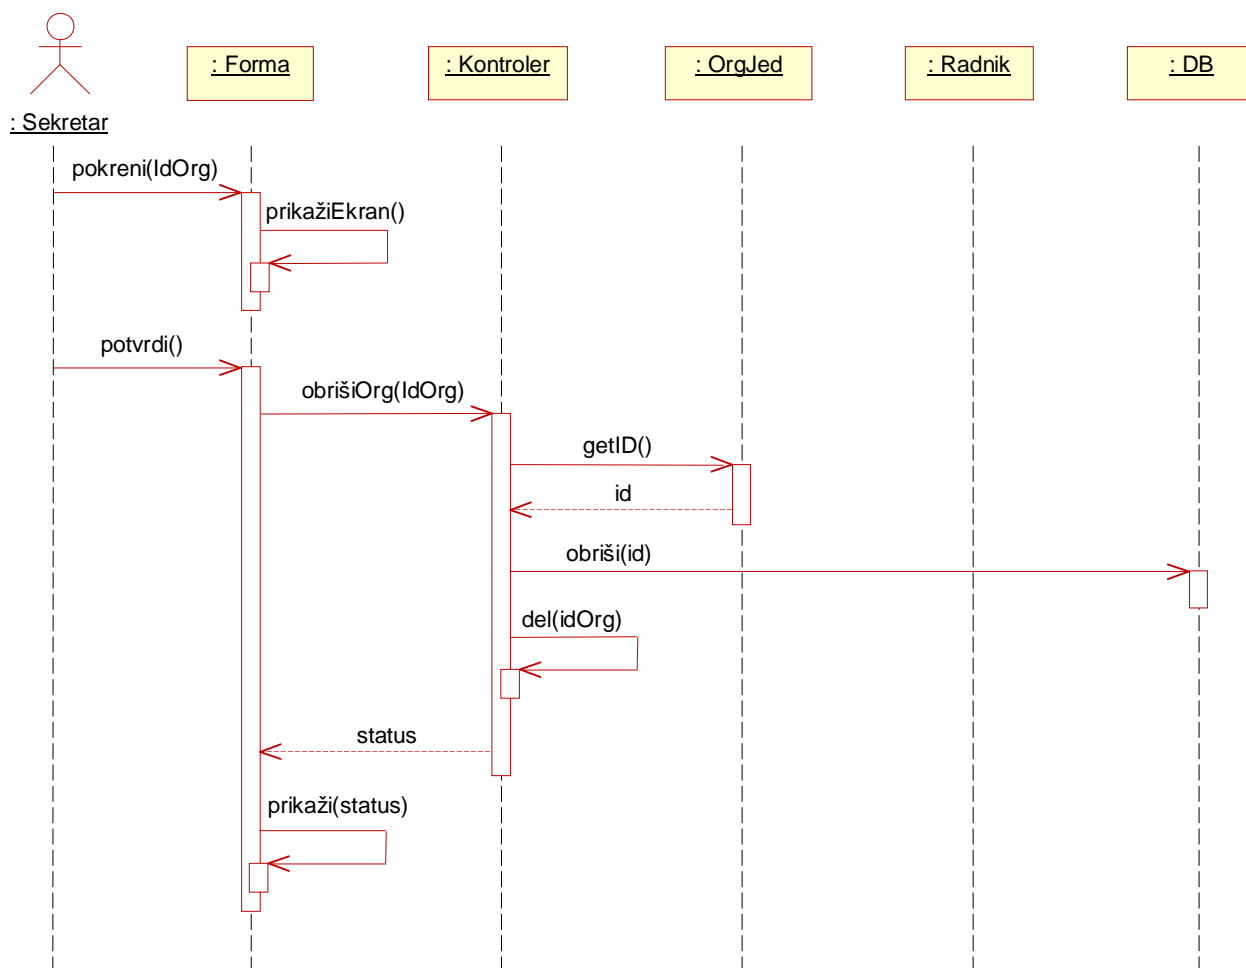 : Forma
: Kontroler
: OrgJed
: Radnik
: DB
: Sekretar
pokreni(IdOrg)
prikažiEkran()
potvrdi()
obrišiOrg(IdOrg)
getID()
id
obriši(id)
del(idOrg)
status
prikaži(status)